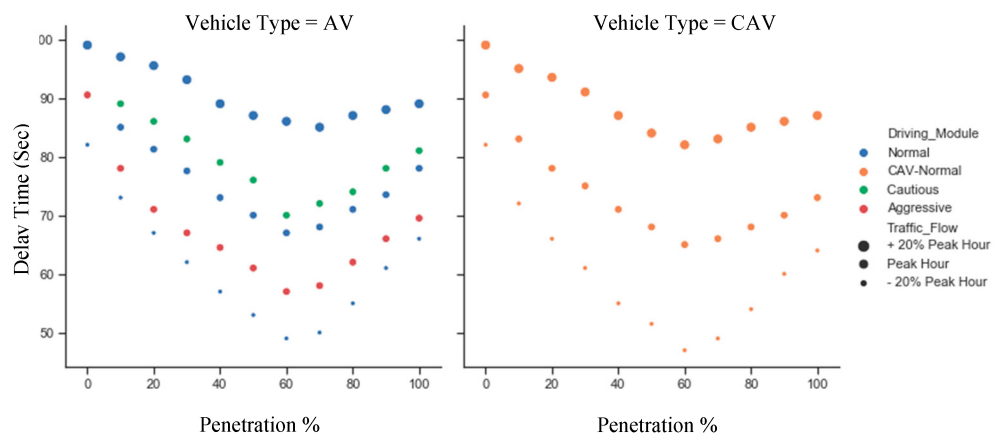 Vehicle Type = AV
Vehicle Type = CAV
00
90
80
70
60
50
Delay Time (Sec)
0 20 40 60 80 100
0 20 40 60 80 100
Penetration %
Penetration %
Driving_Module
Normal
CAV-Normal
Cautious
Aggressive
Traffic_Flow
+ 20% Peak Hour
Peak Hour
- 20% Peak Hour